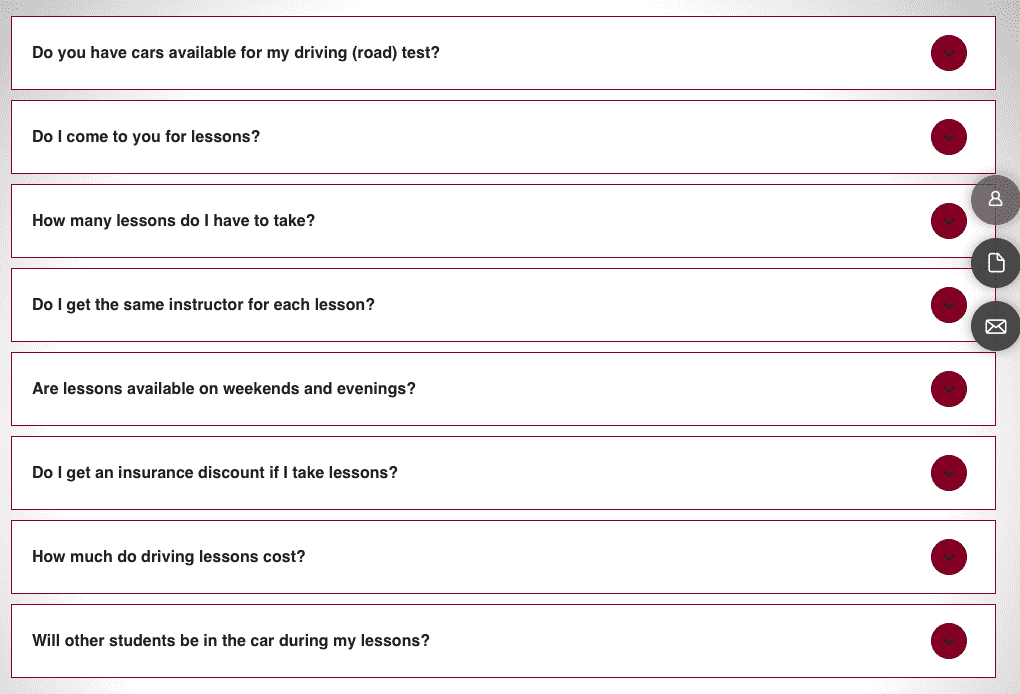 Do you have cars available for my driving (road) test?
Do I come to you for lessons?
How many lessons do I have to take?
Do I get the same instructor for each lesson?
Are lessons available on weekends and evenings?
Do I get an insurance discount if I take lessons?
How much do driving lessons cost?
Will other students be in the car during my lessons?